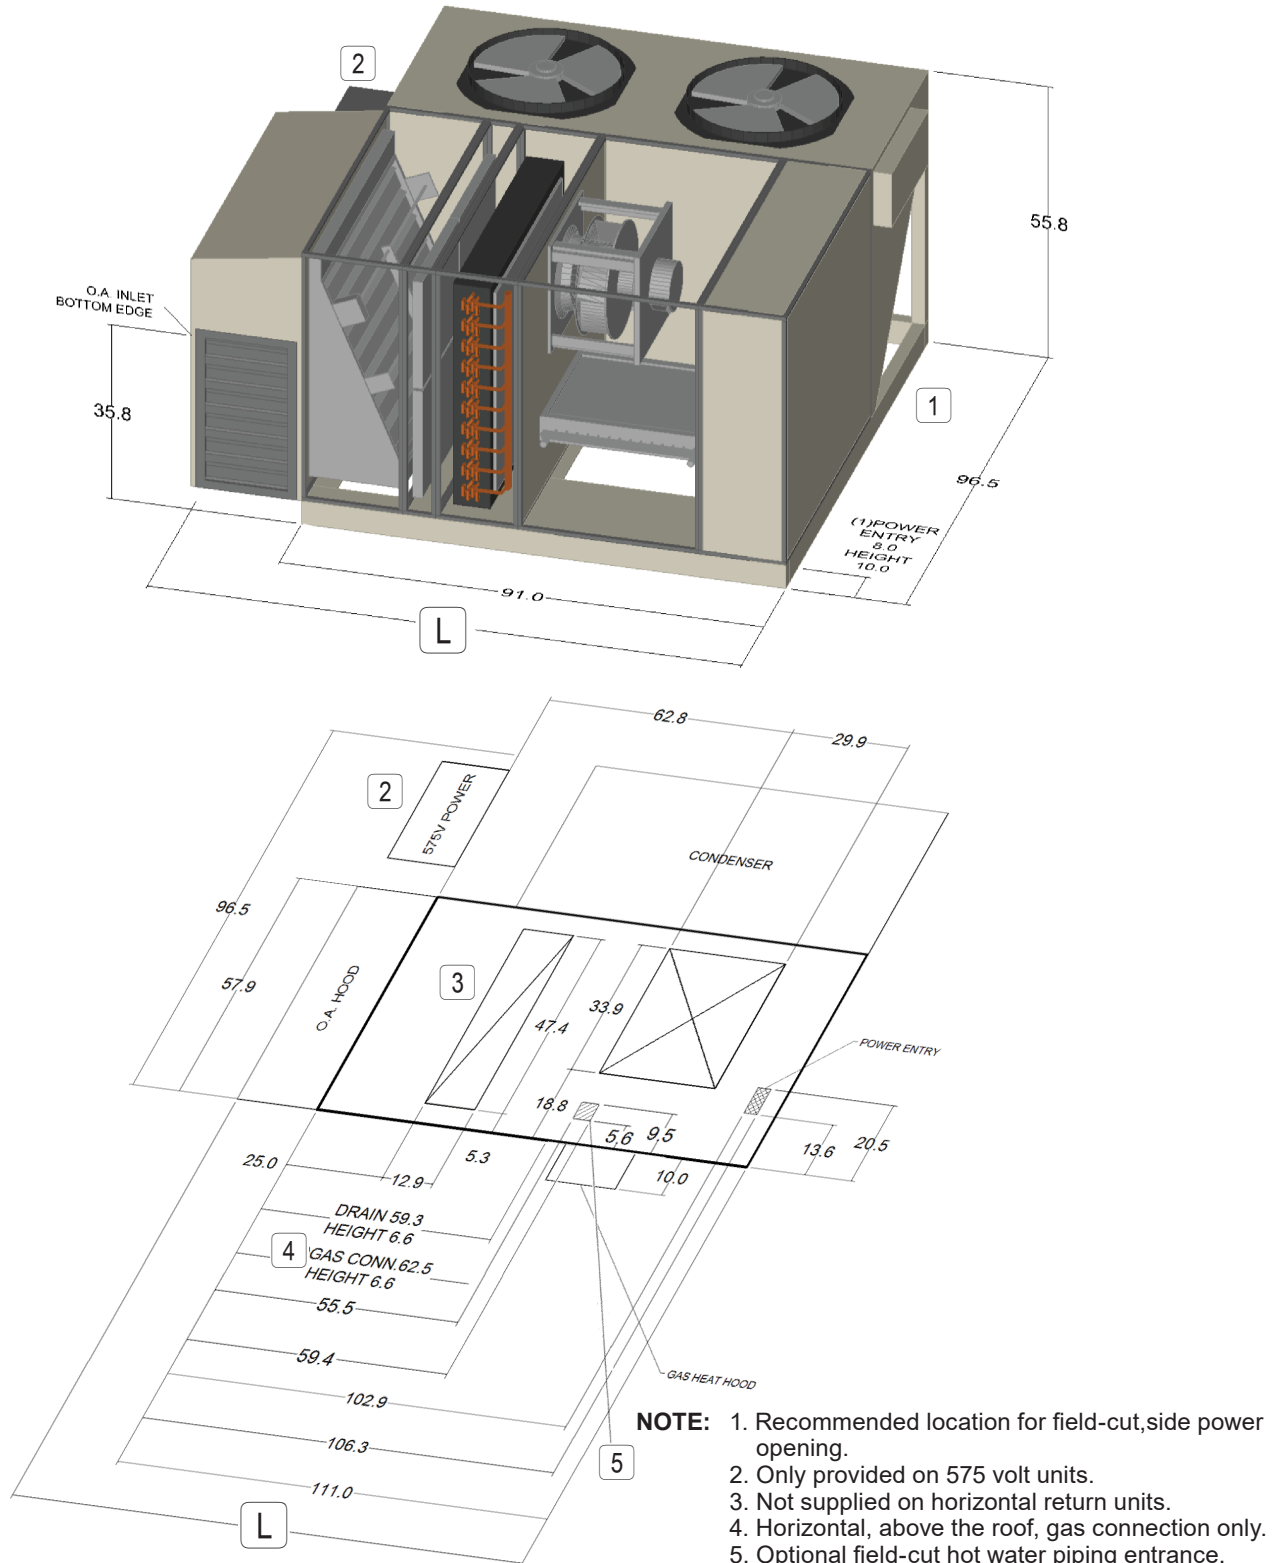 2
55.8
O.A. INLET
BOTTOM EDGE
35.8
1
96.5
(1)POWER
ENTRY
8.0
HEIGHT
10.0
91.0
L
62.8
29.9
2
575V POWER
CONDENSER
96.5
57.9
O.A. HOOD
3
47.4
33.9
POWER ENTRY
18.8
5.6
9.5
13.6
20.5
25.0
12.9
5.3
10.0
DRAIN 59.3
HEIGHT 6.6
4
GAS CONN.62.5
HEIGHT 6.6
55.5
59.4
GAS HEAT HOOD
102.9
106.3
5
111.0
L
NOTE: 1. Recommended location for field-cut,side power
opening.
2. Only provided on 575 volt units.
3. Not supplied on horizontal return units.
4. Horizontal, above the roof, gas connection only.
5. Optional field-cut hot water piping entrance.